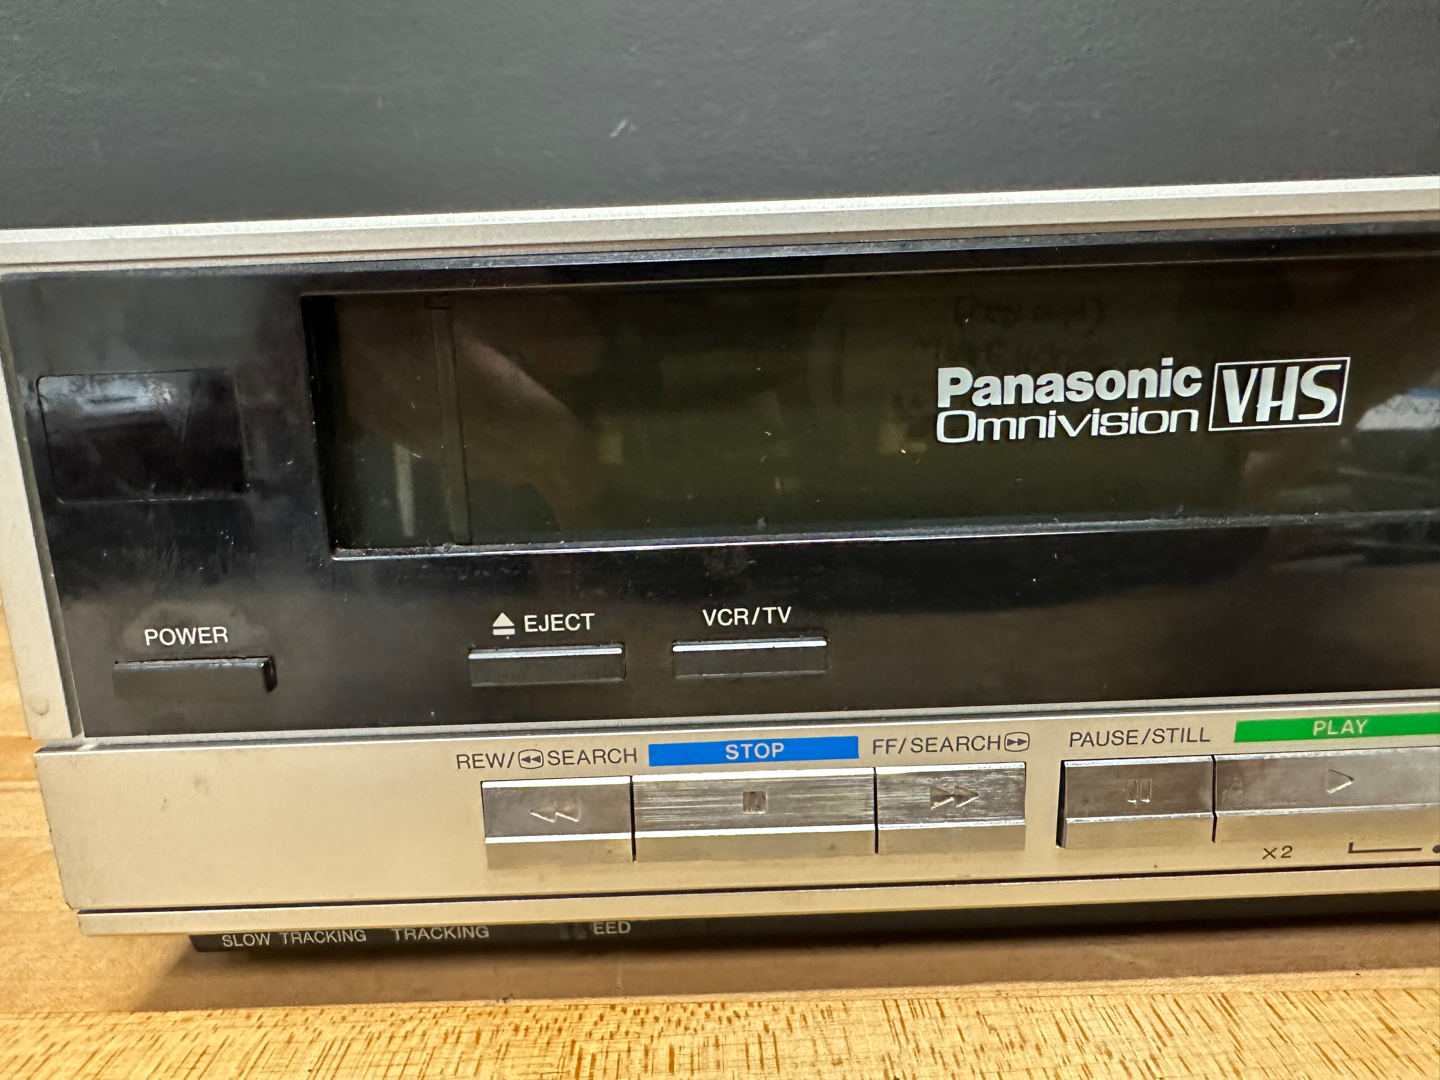 Panasonic
Omnivision VHS
POWER
EJECT
VCR/TV
REW/ SEARCH
STOP
FF/SEARCH
PAUSE/STILL
PLAY
X2
SLOW TRACKING
TRACKING
EED